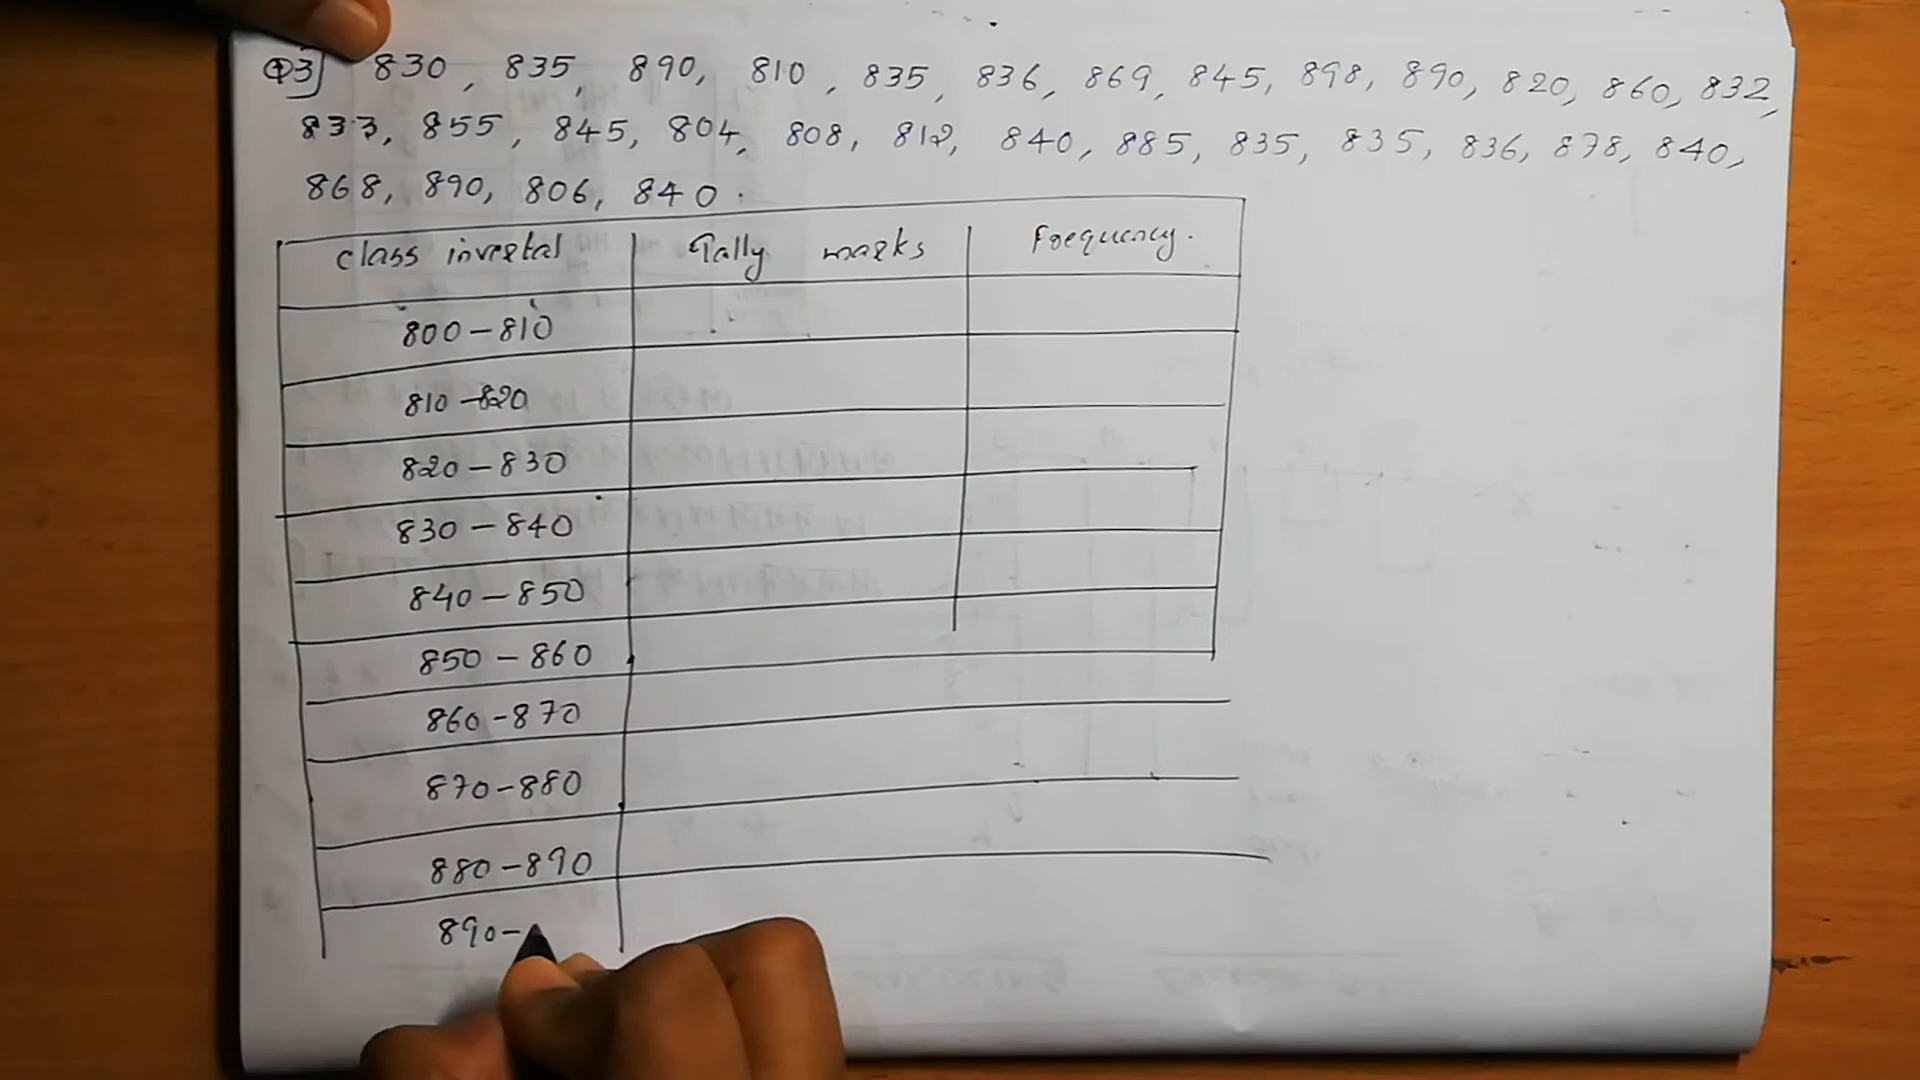 Q3] 830, 835, 890, 810, 835, 836, 869, 845, 898, 890, 820, 860, 832,
833, 855, 845, 804, 808, 812, 840, 885, 835, 835, 836, 878, 840,
868, 890, 806, 840.
class invertal Tally marks Frequency.
800-810
810-820
820-830
830-840
840-850
850-860
860-870
870-880
880-890
890-